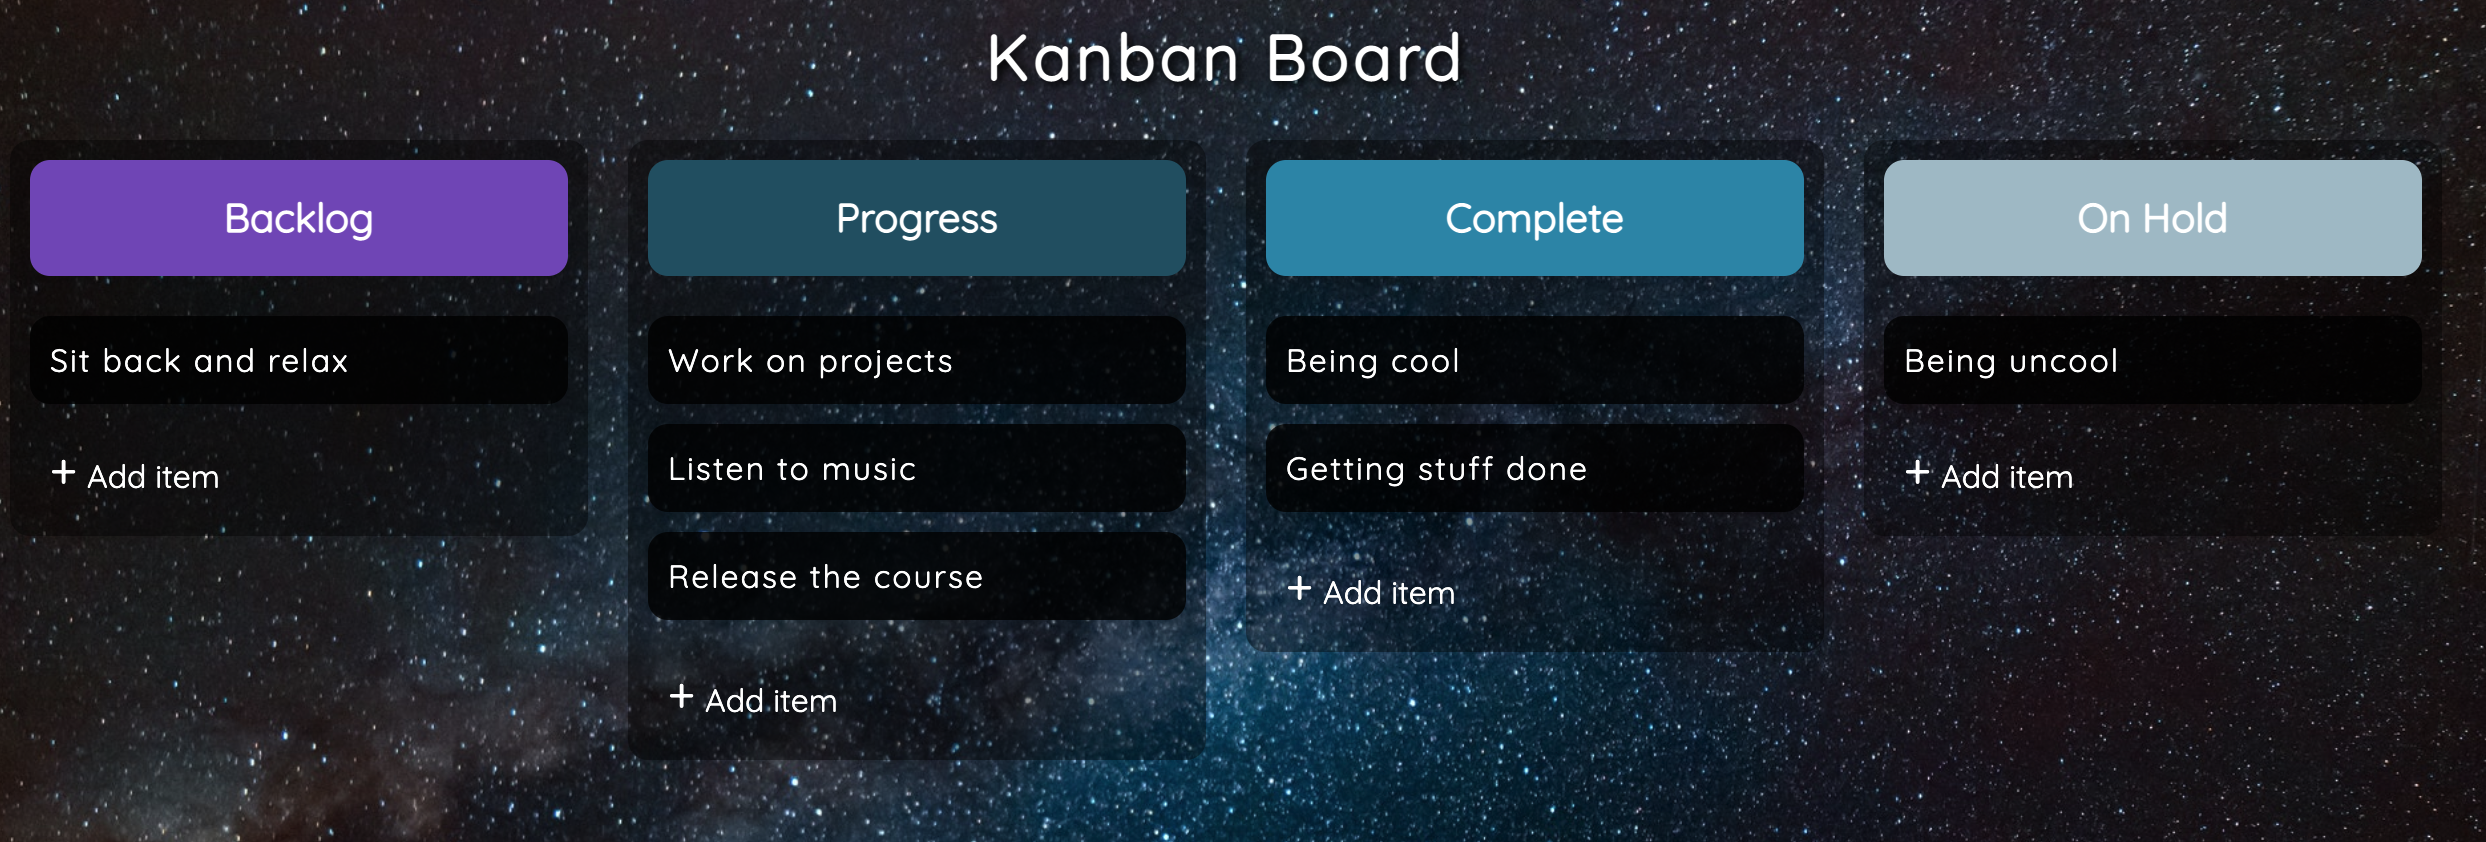 Kanban Board
Backlog
Sit back and relax
+ Add item
Progress
Work on projects
Listen to music
Release the course
+ Add item
Complete
Being cool
Getting stuff done
+ Add item
On Hold
Being uncool
+ Add item